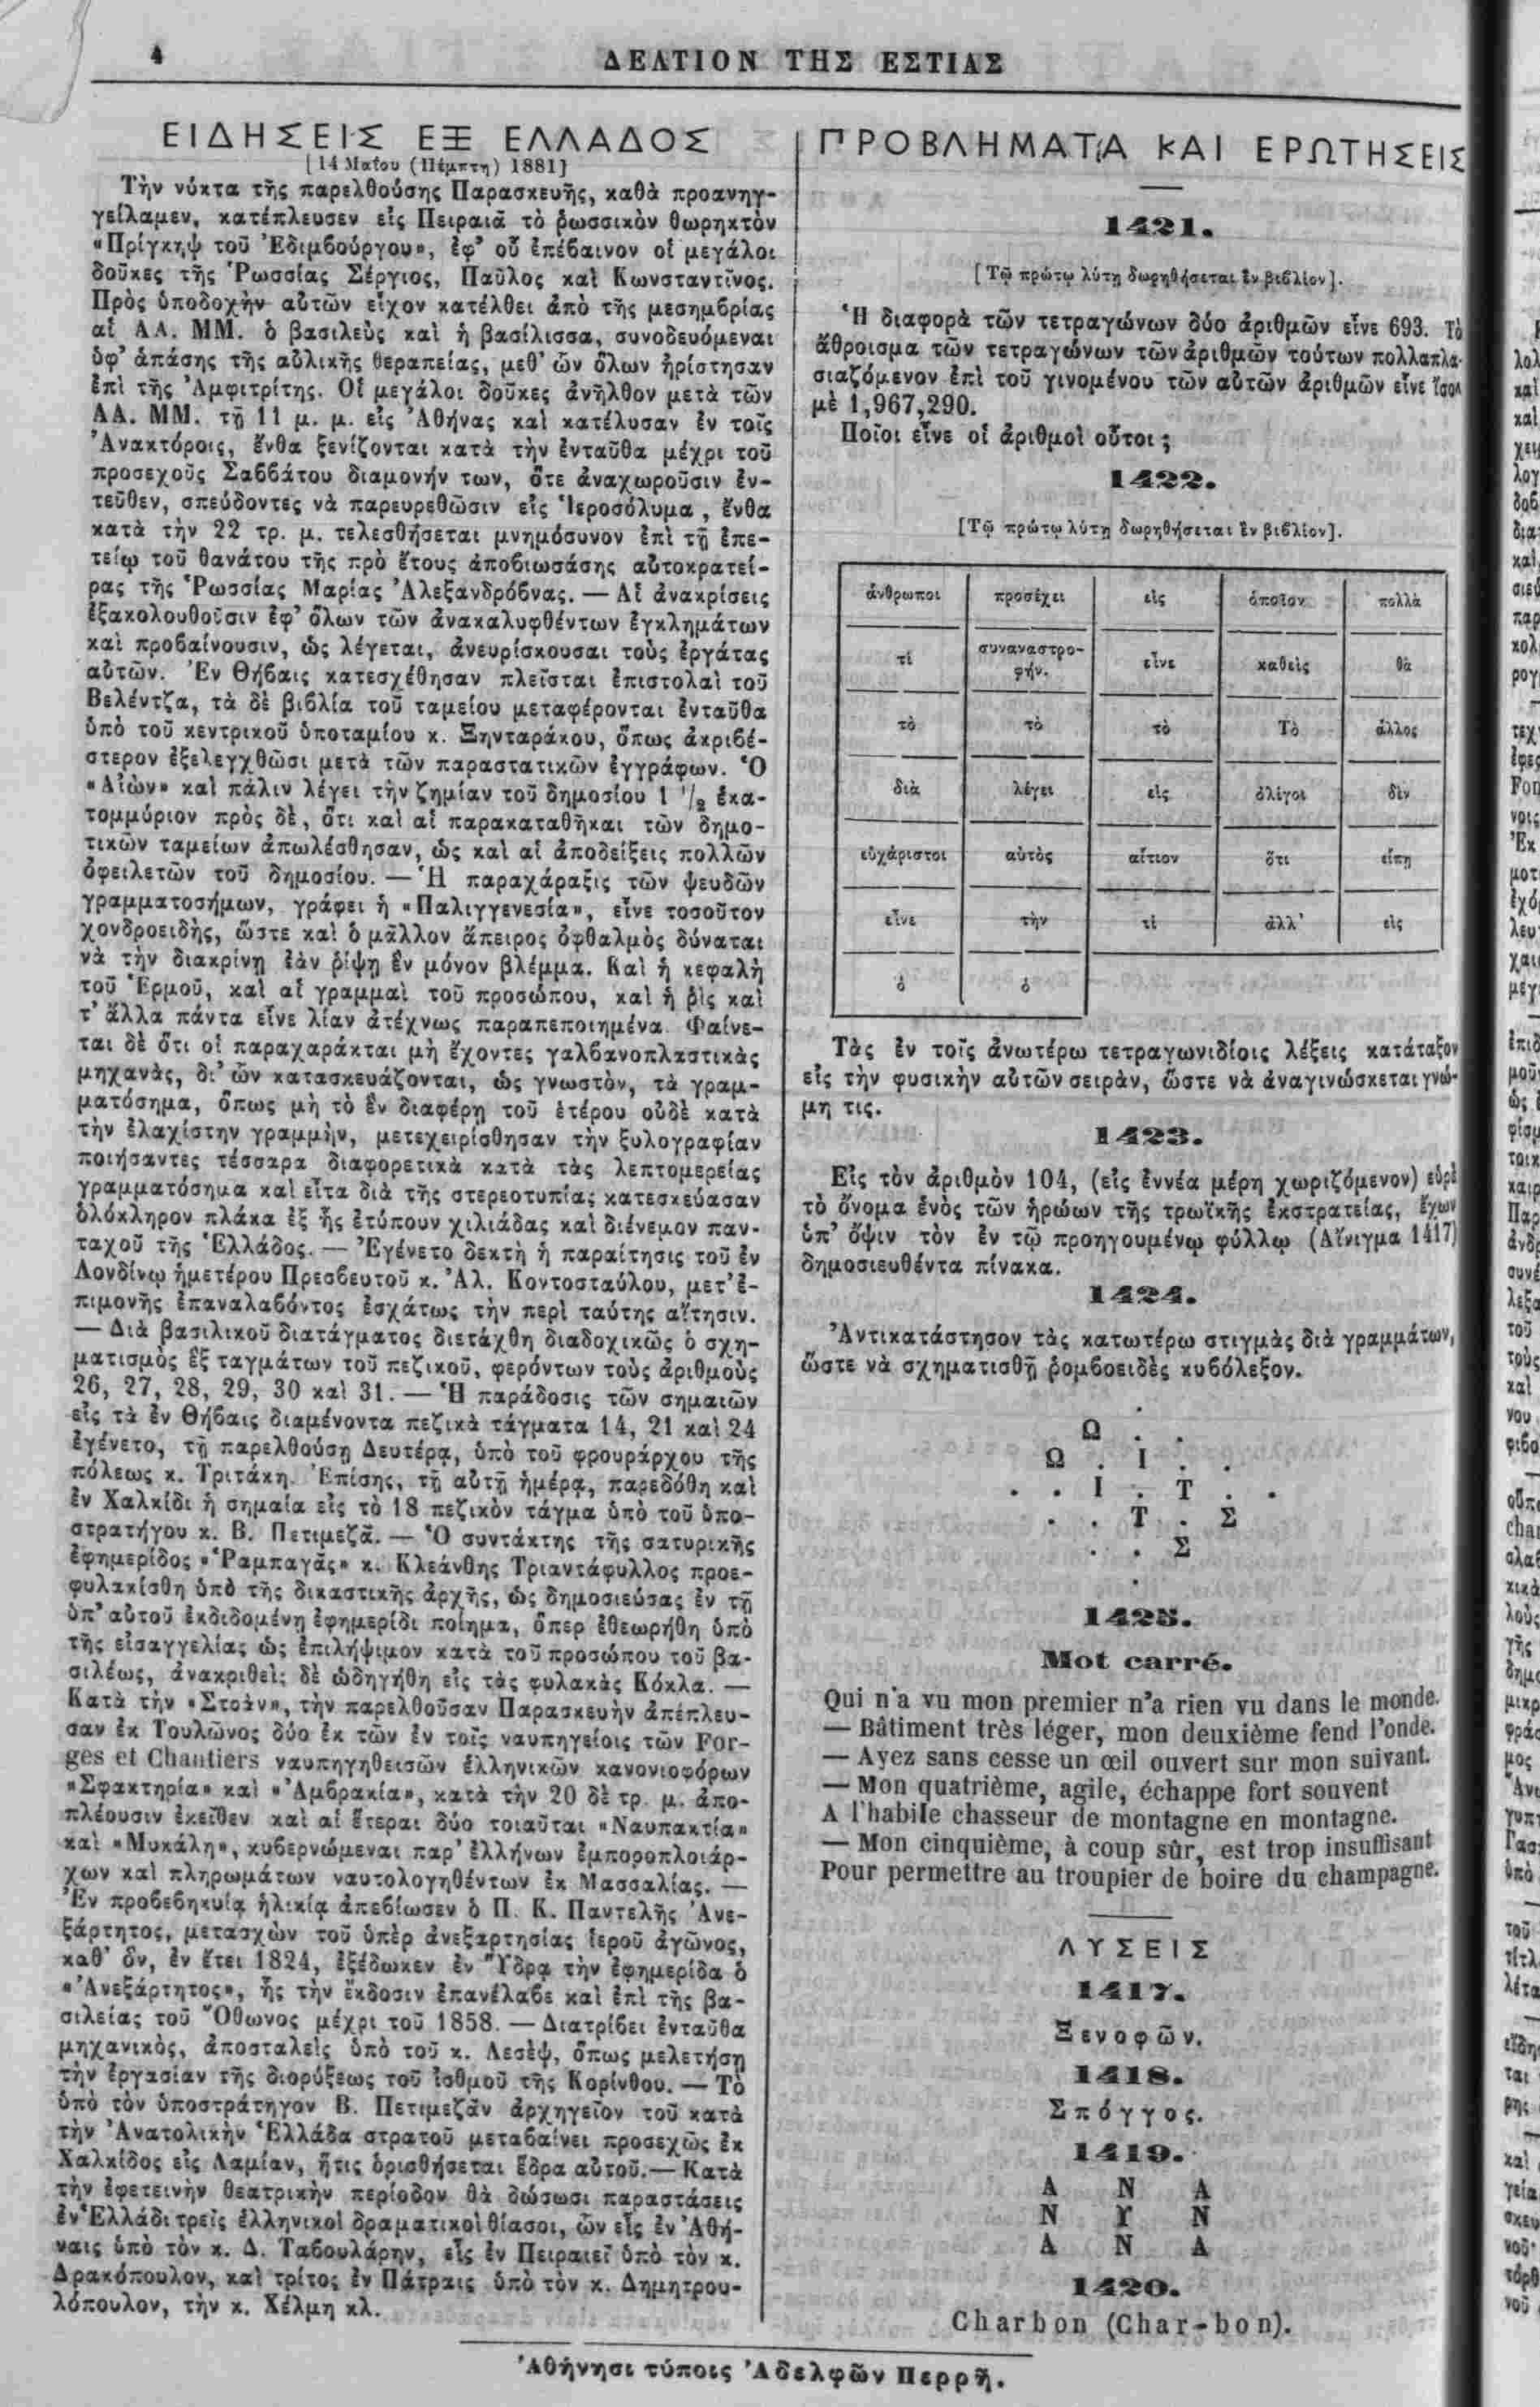 4
ΔΕΛΤΙΟΝ ΤΗΣ ΕΣΤΙΑΣ
ΕΙΔΗΣΕΙΣ ΕΞ ΕΛΛΑΔΟΣ
[14 Μαΐου (Πέμπτη) 1881]
Τὴν νύκτα τῆς παρελθούσης Παρασκευῆς, καθὰ προανηγ-
γείλαμεν, κατέπλευσεν εἰς Πειραιᾶ τὸ ῥωσσικὸν θωρηκτὸν
«Πρίγκηψ τοῦ Ἐδιμβούργου», ἐφ' οὗ ἐπέβαινον οἱ μεγάλοι
δοῦκες τῆς Ῥωσσίας Σέργιος, Παῦλος καὶ Κωνσταντῖνος.
Πρὸς ὑποδοχὴν αὐτῶν εἶχον κατέλθει ἀπὸ τῆς μεσημβρίας
αἱ ΑΑ. ΜΜ. ὁ βασιλεὺς καὶ ἡ βασίλισσα, συνοδευόμεναι
ὑφ' ἁπάσης τῆς αὐλικῆς θεραπείας, μεθ' ὧν ὅλων ἠρίστησαν
ἐπὶ τῆς Ἀμφιτρίτης. Οἱ μεγάλοι δοῦκες ἀνῆλθον μετὰ τῶν
ΑΑ. ΜΜ. τῇ 11 μ. μ. εἰς Ἀθήνας καὶ κατέλυσαν ἐν τοῖς
Ἀνακτόροις, ἔνθα ξενίζονται κατὰ τὴν ἐνταῦθα μέχρι τοῦ
προσεχοῦς Σαββάτου διαμονήν των, ὅτε ἀναχωροῦσιν ἐν-
τεῦθεν, σπεύδοντες νὰ παρευρεθῶσιν εἰς Ἱεροσόλυμα, ἔνθα
κατὰ τὴν 22 τρ. μ. τελεσθήσεται μνημόσυνον ἐπὶ τῇ ἐπε-
τείῳ τοῦ θανάτου τῆς πρὸ ἔτους ἀποβιωσάσης αὐτοκρατεί-
ρας τῆς Ῥωσσίας Μαρίας Ἀλεξανδρόβνας. — Αἱ ἀνακρίσεις
ἐξακολουθοῦσιν ἐφ' ὅλων τῶν ἀνακαλυφθέντων ἐγκλημάτων
καὶ προβαίνουσιν, ὡς λέγεται, ἀνευρίσκουσαι τοὺς ἐργάτας
αὐτῶν. Ἐν Θήβαις κατεσχέθησαν πλεῖσται ἐπιστολαὶ τοῦ
Βελέντζα, τὰ δὲ βιβλία τοῦ ταμείου μεταφέρονται ἐνταῦθα
ὑπὸ τοῦ κεντρικοῦ ὑποταμίου κ. Ξηνταράκου, ὅπως ἀκριβέ-
στερον ἐξελεγχθῶσι μετὰ τῶν παραστατικῶν ἐγγράφων. Ὁ
«Αἰὼν» καὶ πάλιν λέγει τὴν ζημίαν τοῦ δημοσίου 1 1/2 ἑκα-
τομμύριον πρὸς δὲ, ὅτι καὶ αἱ παρακαταθῆκαι τῶν δημο-
τικῶν ταμείων ἀπωλέσθησαν, ὡς καὶ αἱ ἀποδείξεις πολλῶν
ὀφειλετῶν τοῦ δημοσίου. — Ἡ παραχάραξις τῶν ψευδῶν
γραμματοσήμων, γράφει ἡ «Παλιγγενεσία», εἶνε τοσοῦτον
χονδροειδὴς, ὥστε καὶ ὁ μᾶλλον ἄπειρος ὀφθαλμὸς δύναται
νὰ τὴν διακρίνῃ ἐὰν ῥίψῃ ἓν μόνον βλέμμα. Καὶ ἡ κεφαλὴ
τοῦ Ἑρμοῦ, καὶ αἱ γραμμαὶ τοῦ προσώπου, καὶ ἡ ῥὶς καὶ
τ' ἄλλα πάντα εἶνε λίαν ἀτέχνως παραπεποιημένα. Φαίνε-
ται δὲ ὅτι οἱ παραχαράκται μὴ ἔχοντες γαλβανοπλαστικὰς
μηχανὰς, δι' ὧν κατασκευάζονται, ὡς γνωστὸν, τὰ γραμ-
ματόσημα, ὅπως μὴ τὸ ἓν διαφέρῃ τοῦ ἑτέρου οὐδὲ κατὰ
τὴν ἐλαχίστην γραμμὴν, μετεχειρίσθησαν τὴν ξυλογραφίαν
ποιήσαντες τέσσαρα διαφορετικὰ κατὰ τὰς λεπτομερείας
γραμματόσημα καὶ εἶτα διὰ τῆς στερεοτυπίας κατεσκεύασαν
ὁλόκληρον πλάκα ἐξ ἧς ἐτύπουν χιλιάδας καὶ διένεμον παν-
ταχοῦ τῆς Ἑλλάδος. — Ἐγένετο δεκτὴ ἡ παραίτησις τοῦ ἐν
Λονδίνῳ ἡμετέρου Πρεσβευτοῦ κ. Ἀλ. Κοντοσταύλου, μετ' ἐ-
πιμονῆς ἐπαναλαβόντος ἐσχάτως τὴν περὶ ταύτης αἴτησιν.
— Διὰ βασιλικοῦ διατάγματος διετάχθη διαδοχικῶς ὁ σχη-
ματισμὸς ἓξ ταγμάτων τοῦ πεζικοῦ, φερόντων τοὺς ἀριθμοὺς
26, 27, 28, 29, 30 καὶ 31. — Ἡ παράδοσις τῶν σημαιῶν
εἰς τὰ ἐν Θήβαις διαμένοντα πεζικὰ τάγματα 14, 21 καὶ 24
ἐγένετο, τῇ παρελθούσῃ Δευτέρᾳ, ὑπὸ τοῦ φρουράρχου τῆς
πόλεως κ. Τριτάκη. Ἐπίσης, τῇ αὐτῇ ἡμέρᾳ, παρεδόθη καὶ
ἐν Χαλκίδι ἡ σημαία εἰς τὸ 18 πεζικὸν τάγμα ὑπὸ τοῦ ὑπο-
στρατήγου κ. Β. Πετιμεζᾶ. — Ὁ συντάκτης τῆς σατυρικῆς
ἐφημερίδος «Ῥαμπαγᾶς» κ. Κλεάνθης Τριαντάφυλλος προε-
φυλακίσθη ὑπὸ τῆς δικαστικῆς ἀρχῆς, ὡς δημοσιεύσας ἐν τῇ
ὑπ' αὐτοῦ ἐκδιδομένῃ ἐφημερίδι ποίημα, ὅπερ ἐθεωρήθη ὑπὸ
τῆς εἰσαγγελίας ὡς ἐπιλήψιμον κατὰ τοῦ προσώπου τοῦ βα-
σιλέως, ἀνακριθεὶς δὲ ὡδηγήθη εἰς τὰς φυλακὰς Κόκλα. —
Κατὰ τὴν «Στοὰν», τὴν παρελθοῦσαν Παρασκευὴν ἀπέπλευ-
σαν ἐκ Τουλῶνος δύο ἐκ τῶν ἐν τοῖς ναυπηγείοις τῶν For-
ges et Chantiers ναυπηγηθεισῶν ἑλληνικῶν κανονιοφόρων
«Σφακτηρία» καὶ «Ἀμβρακία», κατὰ τὴν 20 δὲ τρ. μ. ἀπο-
πλέουσιν ἐκεῖθεν καὶ αἱ ἕτεραι δύο τοιαῦται «Ναυπακτία»
καὶ «Μυκάλη», κυβερνώμεναι παρ' ἑλλήνων ἐμποροπλοιάρ-
χων καὶ πληρωμάτων ναυτολογηθέντων ἐκ Μασσαλίας. —
Ἐν προβεβηκυίᾳ ἡλικίᾳ ἀπεβίωσεν ὁ Π. Κ. Παντελῆς Ἀνε-
ξάρτητος, μετασχὼν τοῦ ὑπὲρ ἀνεξαρτησίας ἱεροῦ ἀγῶνος,
καθ' ὃν, ἐν ἔτει 1824, ἐξέδωκεν ἐν Ὕδρᾳ τὴν ἐφημερίδα ὁ
«Ἀνεξάρτητος», ἧς τὴν ἔκδοσιν ἐπανέλαβε καὶ ἐπὶ τῆς βα-
σιλείας τοῦ Ὄθωνος μέχρι τοῦ 1858. — Διατρίβει ἐνταῦθα
μηχανικὸς, ἀποσταλεὶς ὑπὸ τοῦ κ. Λεσὲψ, ὅπως μελετήσῃ
τὴν ἐργασίαν τῆς διορύξεως τοῦ ἰσθμοῦ τῆς Κορίνθου. — Τὸ
ὑπὸ τὸν ὑποστράτηγον Β. Πετιμεζᾶν ἀρχηγεῖον τοῦ κατὰ
τὴν Ἀνατολικὴν Ἑλλάδα στρατοῦ μεταβαίνει προσεχῶς ἐκ
Χαλκίδος εἰς Λαμίαν, ἥτις ὁρισθήσεται ἕδρα αὐτοῦ.— Κατὰ
τὴν ἐφετεινὴν θεατρικὴν περίοδον θὰ δώσωσι παραστάσεις
ἐν Ἑλλάδι τρεῖς ἑλληνικοὶ δραματικοὶ θίασοι, ὧν εἷς ἐν Ἀθή-
ναις ὑπὸ τὸν κ. Δ. Ταβουλάρην, εἷς ἐν Πειραιεῖ ὑπὸ τὸν κ.
Δρακόπουλον, καὶ τρίτος ἐν Πάτραις ὑπὸ τὸν κ. Δημητρου-
λόπουλον, τὴν κ. Χέλμη κλ.
ΠΡΟΒΛΗΜΑΤΑ ΚΑΙ ΕΡΩΤΗΣΕΙΣ
1421.
[Τῷ πρώτῳ λύτῃ δωρηθήσεται ἓν βιβλίον].
Ἡ διαφορὰ τῶν τετραγώνων δύο ἀριθμῶν εἶνε 693. Τὸ
ἄθροισμα τῶν τετραγώνων τῶν ἀριθμῶν τούτων πολλαπλα-
σιαζόμενον ἐπὶ τοῦ γινομένου τῶν αὐτῶν ἀριθμῶν εἶνε ἴσον
μὲ 1,967,290.
Ποῖοι εἶνε οἱ ἀριθμοὶ οὗτοι ;
1422.
[Τῷ πρώτῳ λύτῃ δωρηθήσεται ἓν βιβλίον].
ἄνθρωποι προσέχει εἰς ὁποῖον πολλὰ
τί συναναστρο-
φήν. εἶνε καθεὶς θὰ
τὸ τὸ τὸ Τὸ ἄλλος
διὰ λέγει εἰς ὀλίγοι δὲν
εὐχάριστοι αὐτὸς αἴτιον ὅτι εἴπῃ
εἶνε τὴν τὶ ἀλλ' εἰς
ὁ ὁ
Τὰς ἐν τοῖς ἀνωτέρω τετραγωνιδίοις λέξεις κατάταξον
εἰς τὴν φυσικὴν αὐτῶν σειρὰν, ὥστε νὰ ἀναγινώσκεται γνώ-
μη τις.
1423.
Εἰς τὸν ἀριθμὸν 104, (εἰς ἐννέα μέρη χωριζόμενον) εὑρὲ
τὸ ὄνομα ἑνὸς τῶν ἡρώων τῆς τρωϊκῆς ἐκστρατείας, ἔχων
ὑπ' ὄψιν τὸν ἐν τῷ προηγουμένῳ φύλλῳ (Αἴνιγμα 1417)
δημοσιευθέντα πίνακα.
1424.
Ἀντικατάστησον τὰς κατωτέρω στιγμὰς διὰ γραμμάτων,
ὥστε νὰ σχηματισθῇ ῥομβοειδὲς κυβόλεξον.
.
Ω . .
Ω . Ι . .
. . Ι . Τ . .
. . Τ . Σ
. . Σ
.
1425.
Mot carré.
Qui n'a vu mon premier n'a rien vu dans le monde.
— Bâtiment très léger, mon deuxième fend l'onde.
— Ayez sans cesse un œil ouvert sur mon suivant.
— Mon quatrième, agile, échappe fort souvent
A l'habile chasseur de montagne en montagne.
— Mon cinquième, à coup sûr, est trop insuffisant
Pour permettre au troupier de boire du champagne.
ΛΥΣΕΙΣ
1417.
Ξενοφῶν.
1418.
Σπόγγος.
1419.
Α Ν Α
Ν Υ Ν
Α Ν Α
1420.
Charbon (Char-bon).
Ἀθήνησι τύποις Ἀδελφῶν Περρῆ.